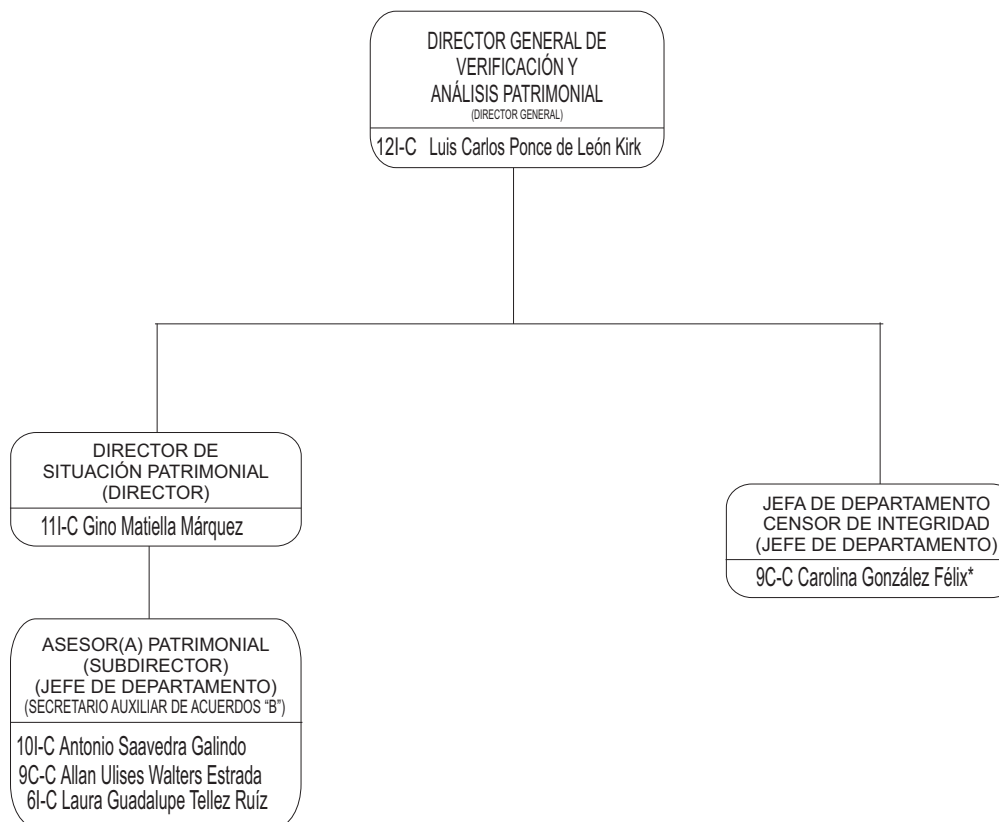 DIRECTOR GENERAL DE
VERIFICACIÓN Y
ANÁLISIS PATRIMONIAL
(DIRECTOR GENERAL)
12I-C Luis Carlos Ponce de León Kirk
DIRECTOR DE
SITUACIÓN PATRIMONIAL
(DIRECTOR)
11I-C Gino Matiella Márquez
JEFA DE DEPARTAMENTO
CENSOR DE INTEGRIDAD
(JEFE DE DEPARTAMENTO)
9C-C Carolina González Félix*
ASESOR(A) PATRIMONIAL
(SUBDIRECTOR)
(JEFE DE DEPARTAMENTO)
(SECRETARIO AUXILIAR DE ACUERDOS “B”)
10I-C Antonio Saavedra Galindo
9C-C Allan Ulises Walters Estrada
6I-C Laura Guadalupe Tellez Ruíz